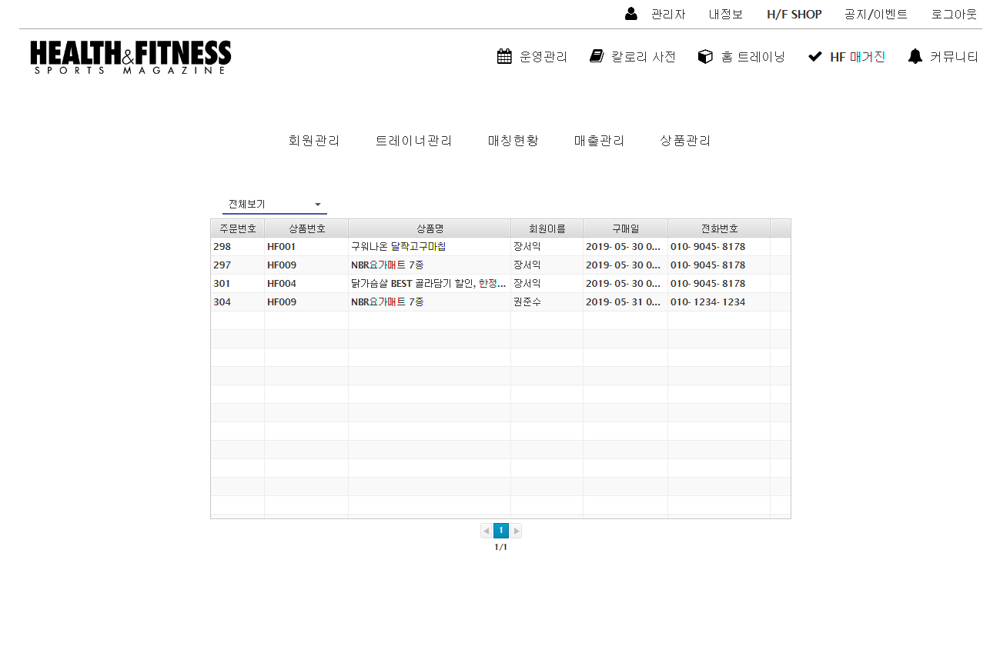 관리자 내정보 H/F SHOP 공지/이벤트 로그아웃
HEALTH&FITNESS
SPORTS MAGAZINE
운영관리 칼로리 사전 홈 트레이닝 HF 매거진 커뮤니티
회원관리 트레이너관리 매칭현황 매출관리 상품관리
전체보기
주문번호 상품번호 상품명 회원이름 구매일 전화번호
298 HF001 구워나온 달짝고구마칩 장서익 2019- 05- 30 0... 010- 9045- 8178
297 HF009 NBR요가매트 7종 장서익 2019- 05- 30 0... 010- 9045- 8178
301 HF004 닭가슴살 BEST 골라담기 할인, 한정... 장서익 2019- 05- 30 0... 010- 9045- 8178
304 HF009 NBR요가매트 7종 권준수 2019- 05- 31 0... 010- 1234- 1234
1
1/1